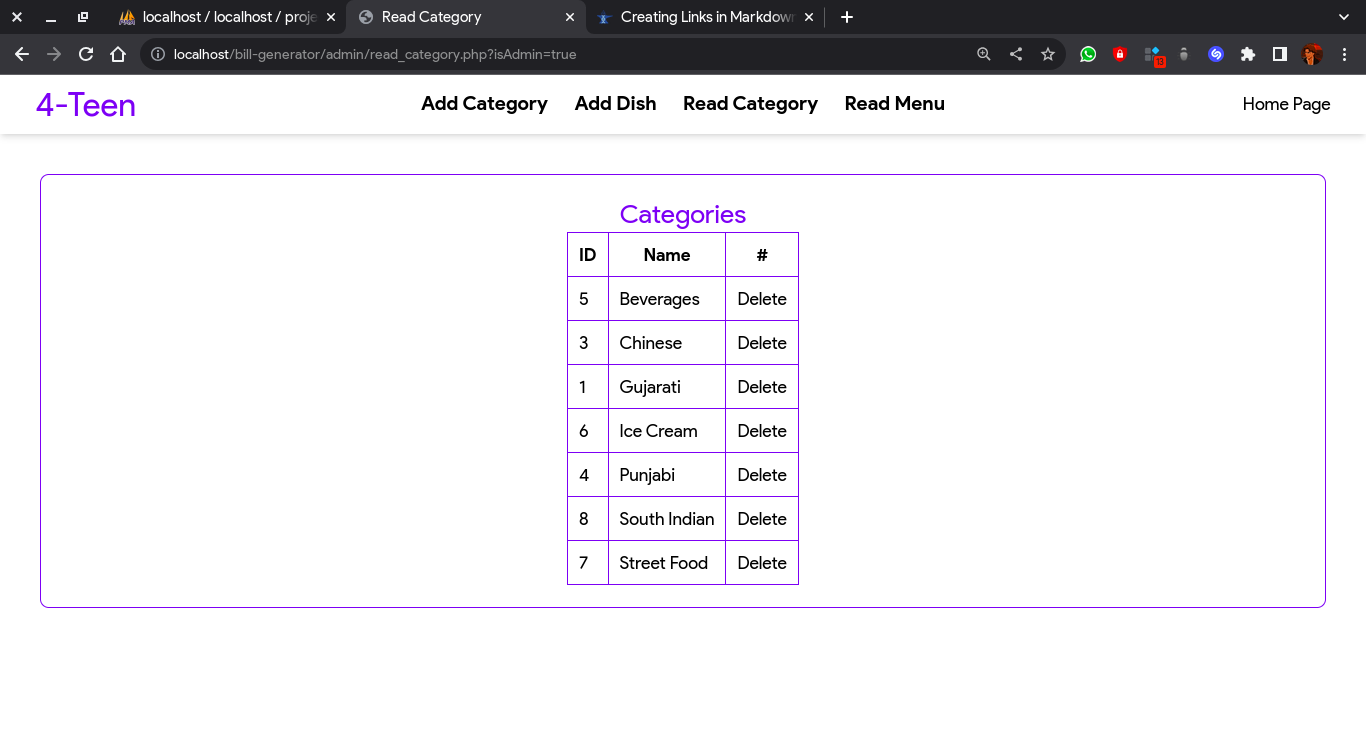 localhost / localhost / proje
Read Category
Creating Links in Markdown
localhost/bill-generator/admin/read_category.php?isAdmin=true
13
4-Teen
Add Category Add Dish Read Category Read Menu
Home Page
Categories
ID Name #
5 Beverages Delete
3 Chinese Delete
1 Gujarati Delete
6 Ice Cream Delete
4 Punjabi Delete
8 South Indian Delete
7 Street Food Delete